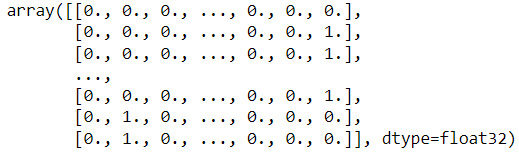 array([[0., 0., 0., ..., 0., 0., 0.],
       [0., 0., 0., ..., 0., 0., 1.],
       [0., 0., 0., ..., 0., 0., 1.],
       ...,
       [0., 0., 0., ..., 0., 0., 1.],
       [0., 1., 0., ..., 0., 0., 0.],
       [0., 1., 0., ..., 0., 0., 0.]], dtype=float32)